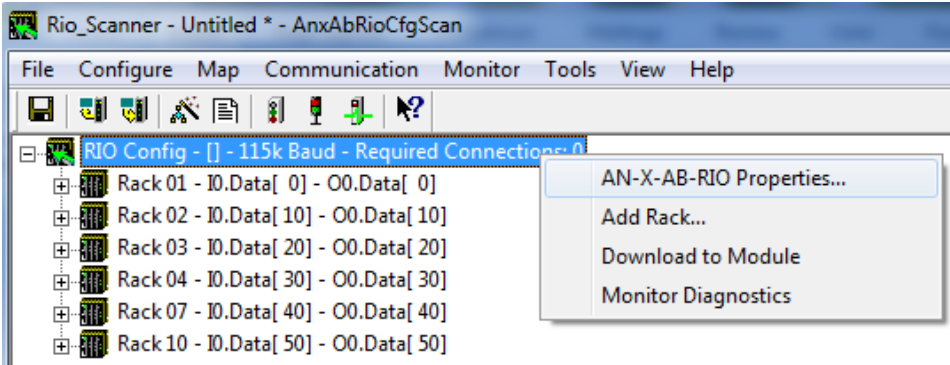 Rio_Scanner - Untitled * - AnxAbRioCfgScan
File Configure Map Communication Monitor Tools View Help
RIO Config - [] - 115k Baud - Required Connections: 0
Rack 01 - I0.Data[ 0] - O0.Data[ 0]
Rack 02 - I0.Data[ 10] - O0.Data[ 10]
Rack 03 - I0.Data[ 20] - O0.Data[ 20]
Rack 04 - I0.Data[ 30] - O0.Data[ 30]
Rack 07 - I0.Data[ 40] - O0.Data[ 40]
Rack 10 - I0.Data[ 50] - O0.Data[ 50]
AN-X-AB-RIO Properties...
Add Rack...
Download to Module
Monitor Diagnostics